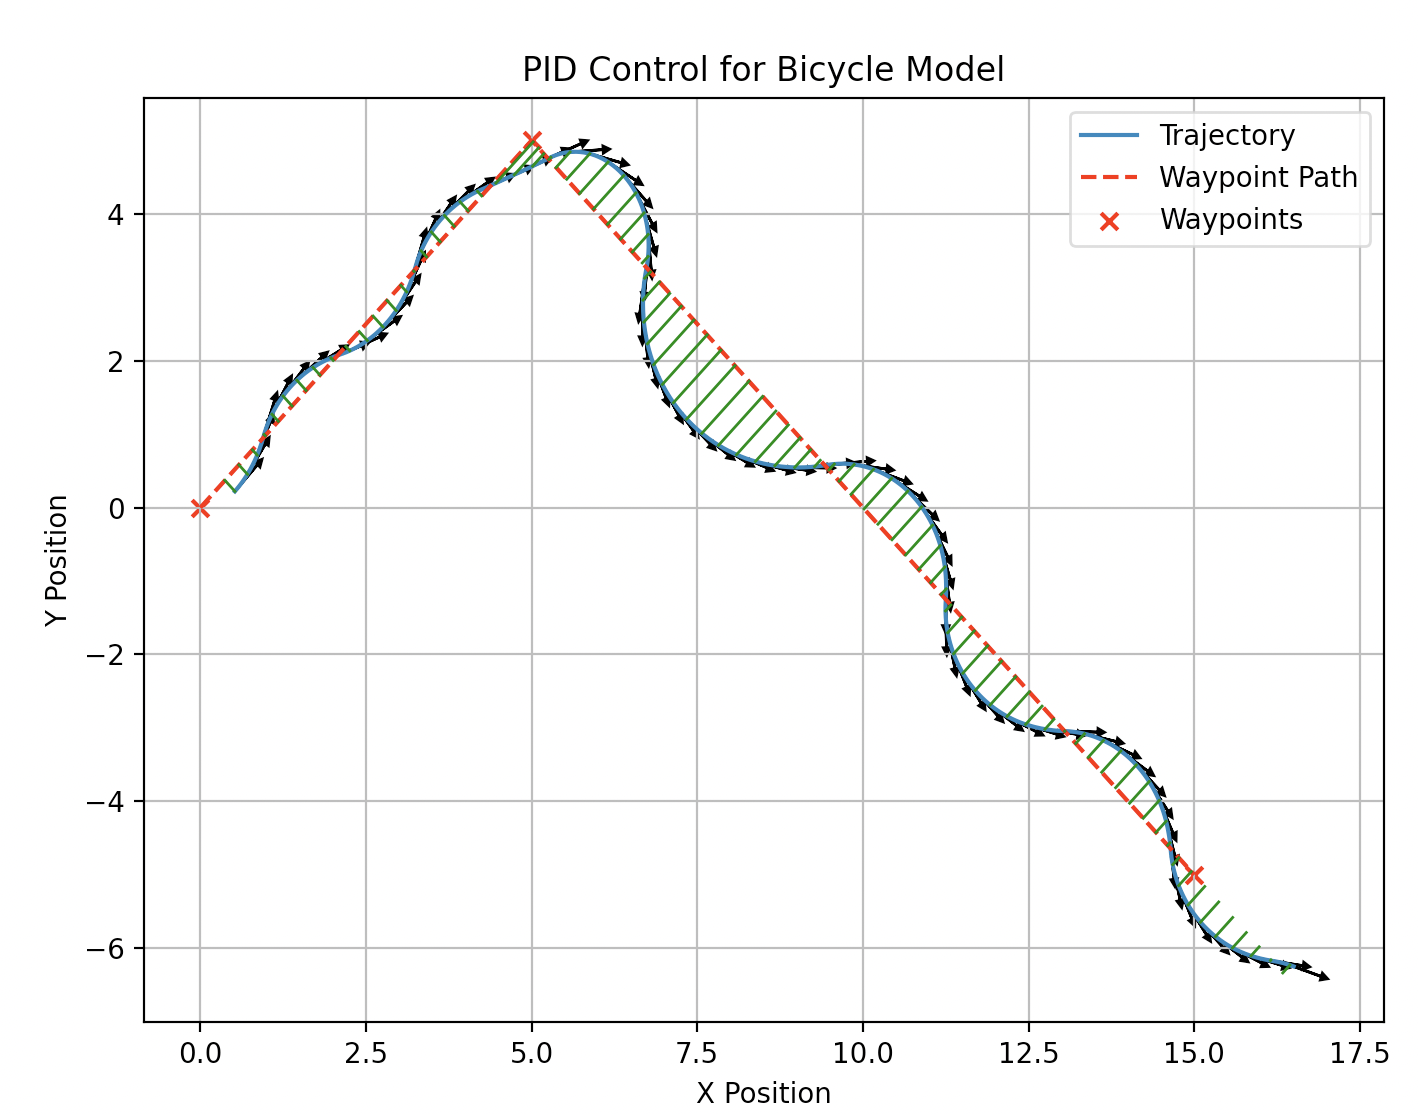 PID Control for Bicycle Model
Trajectory
Waypoint Path
Waypoints
4
2
0
−2
−4
−6
Y Position
0.0 2.5 5.0 7.5 10.0 12.5 15.0 17.5
X Position